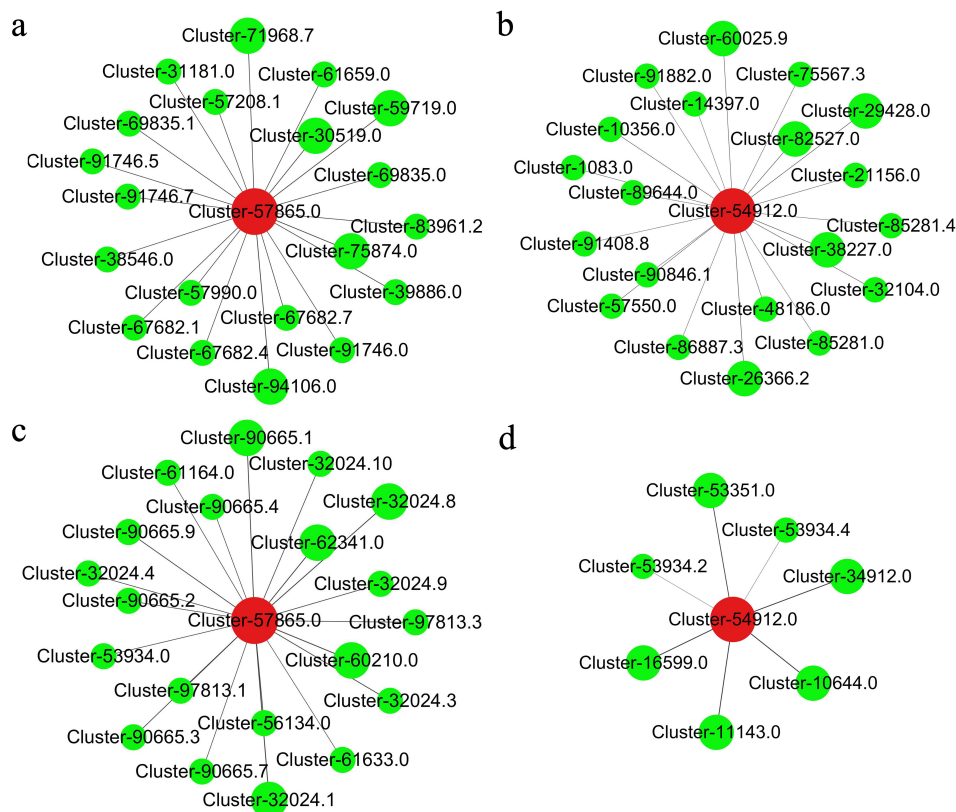 a
Cluster-71968.7
Cluster-31181.0
Cluster-61659.0
Cluster-57208.1
Cluster-59719.0
Cluster-69835.1
Cluster-30519.0
Cluster-91746.5
Cluster-69835.0
Cluster-91746.7
Cluster-57865.0
Cluster-83961.2
Cluster-75874.0
Cluster-38546.0
Cluster-57990.0
Cluster-39886.0
Cluster-67682.1
Cluster-67682.7
Cluster-67682.4
Cluster-91746.0
Cluster-94106.0
b
Cluster-60025.9
Cluster-91882.0
Cluster-75567.3
Cluster-14397.0
Cluster-29428.0
Cluster-10356.0
Cluster-82527.0
Cluster-1083.0
Cluster-21156.0
Cluster-89644.0
Cluster-54912.0
Cluster-85281.4
Cluster-91408.8
Cluster-38227.0
Cluster-90846.1
Cluster-32104.0
Cluster-57550.0
Cluster-48186.0
Cluster-86887.3
Cluster-85281.0
Cluster-26366.2
c
Cluster-90665.1
Cluster-61164.0
Cluster-32024.10
Cluster-90665.4
Cluster-32024.8
Cluster-90665.9
Cluster-62341.0
Cluster-32024.4
Cluster-32024.9
Cluster-90665.2
Cluster-57865.0
Cluster-97813.3
Cluster-53934.0
Cluster-60210.0
Cluster-97813.1
Cluster-32024.3
Cluster-56134.0
Cluster-90665.3
Cluster-90665.7
Cluster-61633.0
Cluster-32024.1
d
Cluster-53351.0
Cluster-53934.4
Cluster-53934.2
Cluster-34912.0
Cluster-54912.0
Cluster-16599.0
Cluster-10644.0
Cluster-11143.0